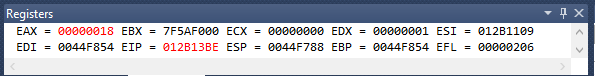 Registers
EAX = 00000018 EBX = 7F5AF000 ECX = 00000000 EDX = 00000001 ESI = 012B1109
EDI = 0044F854 EIP = 012B13BE ESP = 0044F788 EBP = 0044F854 EFL = 00000206